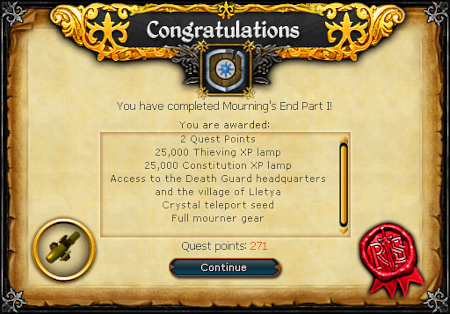 Congratulations
You have completed Mourning's End Part I!
You are awarded:
2 Quest Points
25,000 Thieving XP lamp
25,000 Constitution XP lamp
Access to the Death Guard headquarters
and the village of Lletya
Crystal teleport seed
Full mourner gear
Quest points: 271
Continue
RS